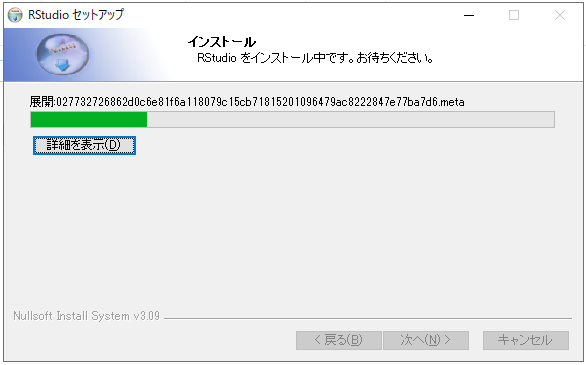 RStudio セットアップ
インストール
RStudio をインストール中です。お待ちください。
展開:027732726862d0c6e81f6a118079c15cb71815201096479ac8222847e77ba7d6.meta
詳細を表示(D)
Nullsoft Install System v3.09
< 戻る(B)
次へ(N) >
キャンセル